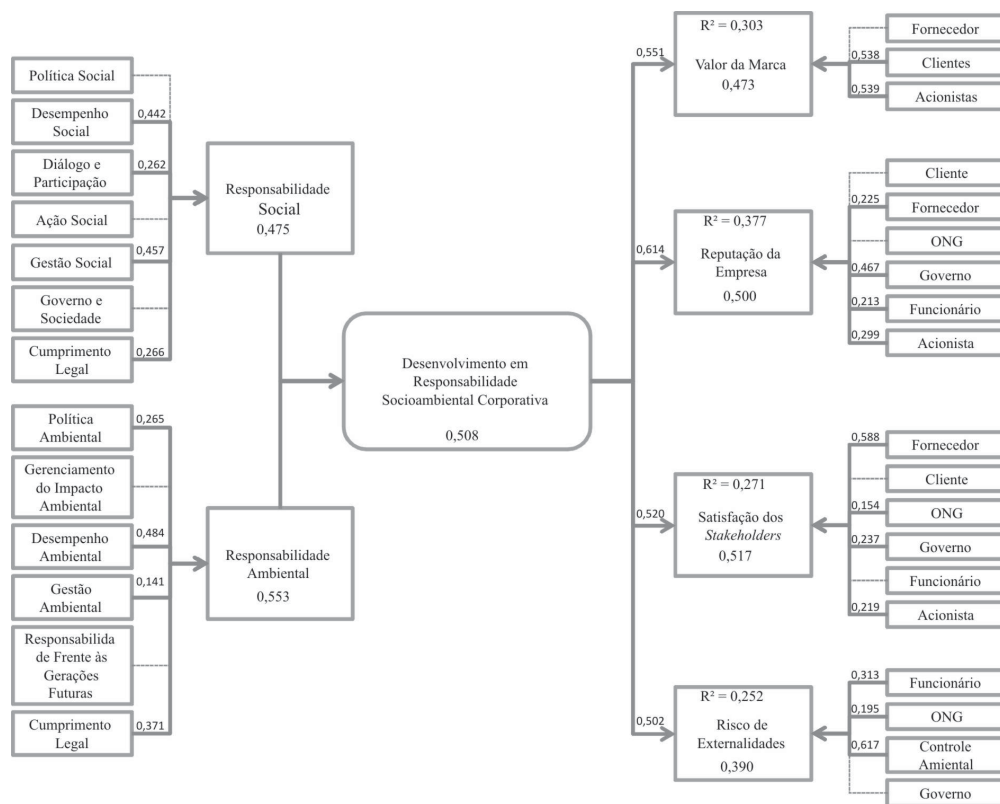 Política Social
Desempenho
Social
0,442
Diálogo e
Participação
0,262
Ação Social
Gestão Social
0,457
Governo e
Sociedade
Cumprimento
Legal
0,266
Política
Ambiental
0,265
Gerenciamento
do Impacto
Ambiental
Desempenho
Ambiental
0,484
Gestão
Ambiental
0,141
Responsabilida
de Frente às
Gerações
Futuras
Cumprimento
Legal
0,371
Responsabilidade
Social
0,475
Responsabilidade
Ambiental
0,553
Desenvolvimento em
Responsabilidade
Socioambiental Corporativa
0,508
0,551
R² = 0,303
Valor da Marca
0,473
Fornecedor
0,538
Clientes
0,539
Acionistas
0,614
R² = 0,377
Reputação da
Empresa
0,500
Cliente
0,225
Fornecedor
ONG
0,467
Governo
0,213
Funcionário
0,299
Acionista
0,520
R² = 0,271
Satisfação dos
Stakeholders
0,517
0,588
Fornecedor
Cliente
0,154
ONG
0,237
Governo
Funcionário
0,219
Acionista
0,502
R² = 0,252
Risco de
Externalidades
0,390
0,313
Funcionário
0,195
ONG
0,617
Controle
Amiental
Governo